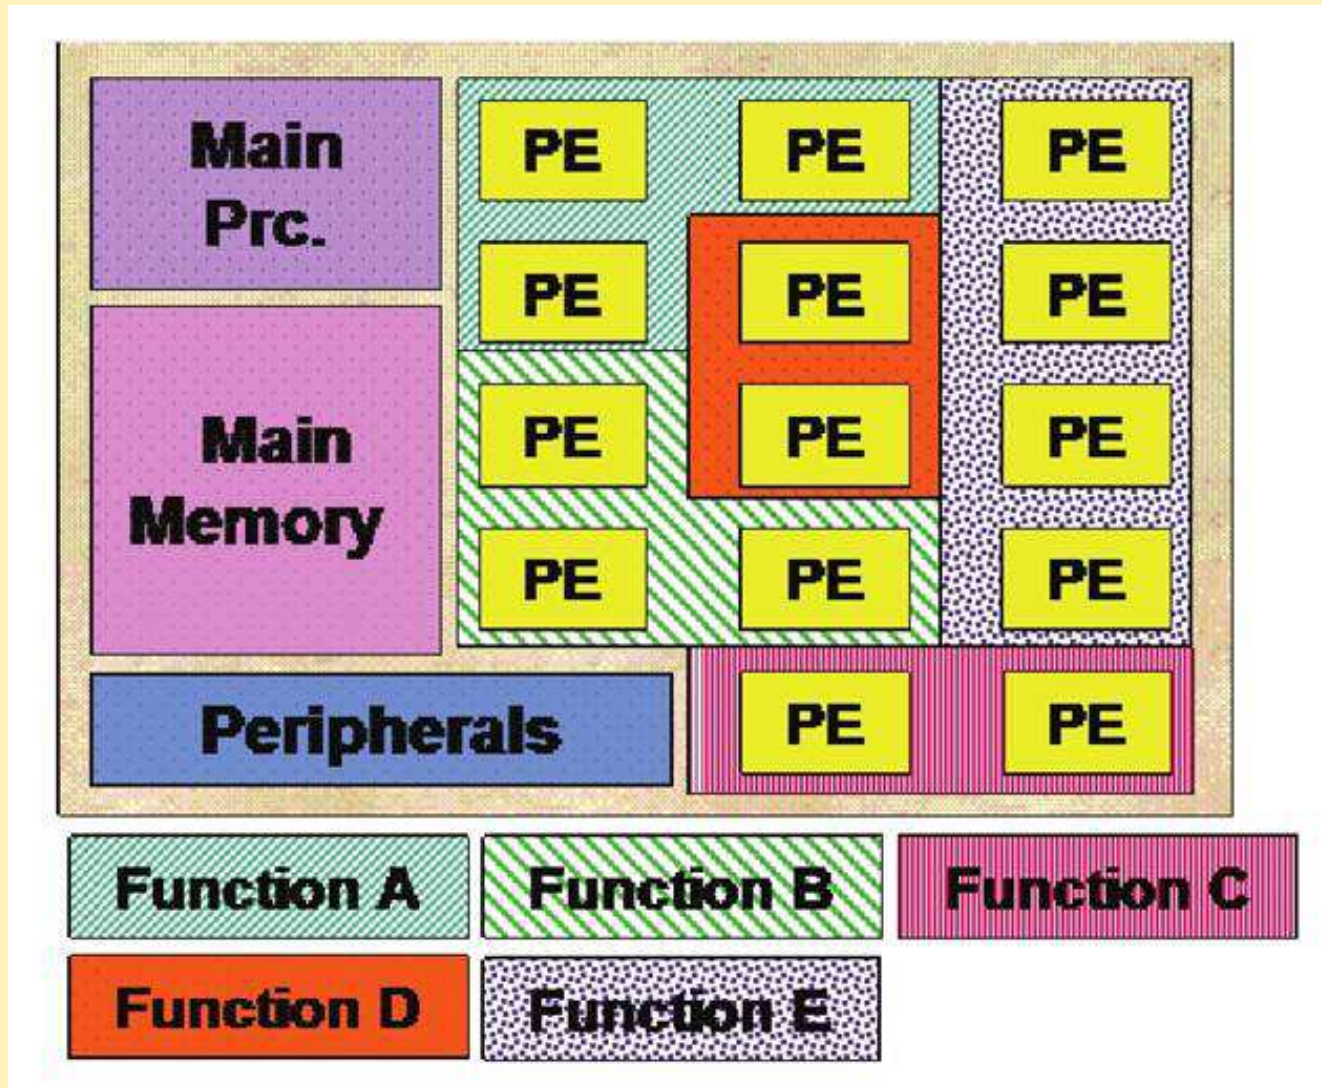 Main
Prc.
PE PE PE
PE PE PE
Main
Memory
PE PE PE
PE PE PE
Peripherals
PE PE
Function A Function B Function C
Function D Function E